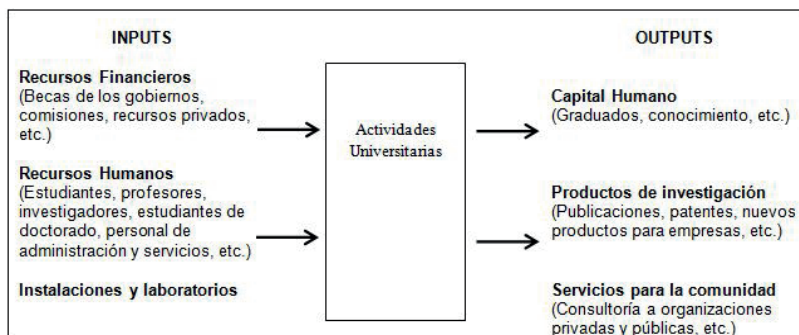 INPUTS
Recursos Financieros
(Becas de los gobiernos,
comisiones, recursos privados,
etc.)
Recursos Humanos
(Estudiantes, profesores,
investigadores, estudiantes de
doctorado, personal de
administración y servicios, etc.)
Instalaciones y laboratorios
Actividades
Universitarias
OUTPUTS
Capital Humano
(Graduados, conocimiento, etc.)
Productos de investigación
(Publicaciones, patentes, nuevos
productos para empresas, etc.)
Servicios para la comunidad
(Consultoría a organizaciones
privadas y públicas, etc.)